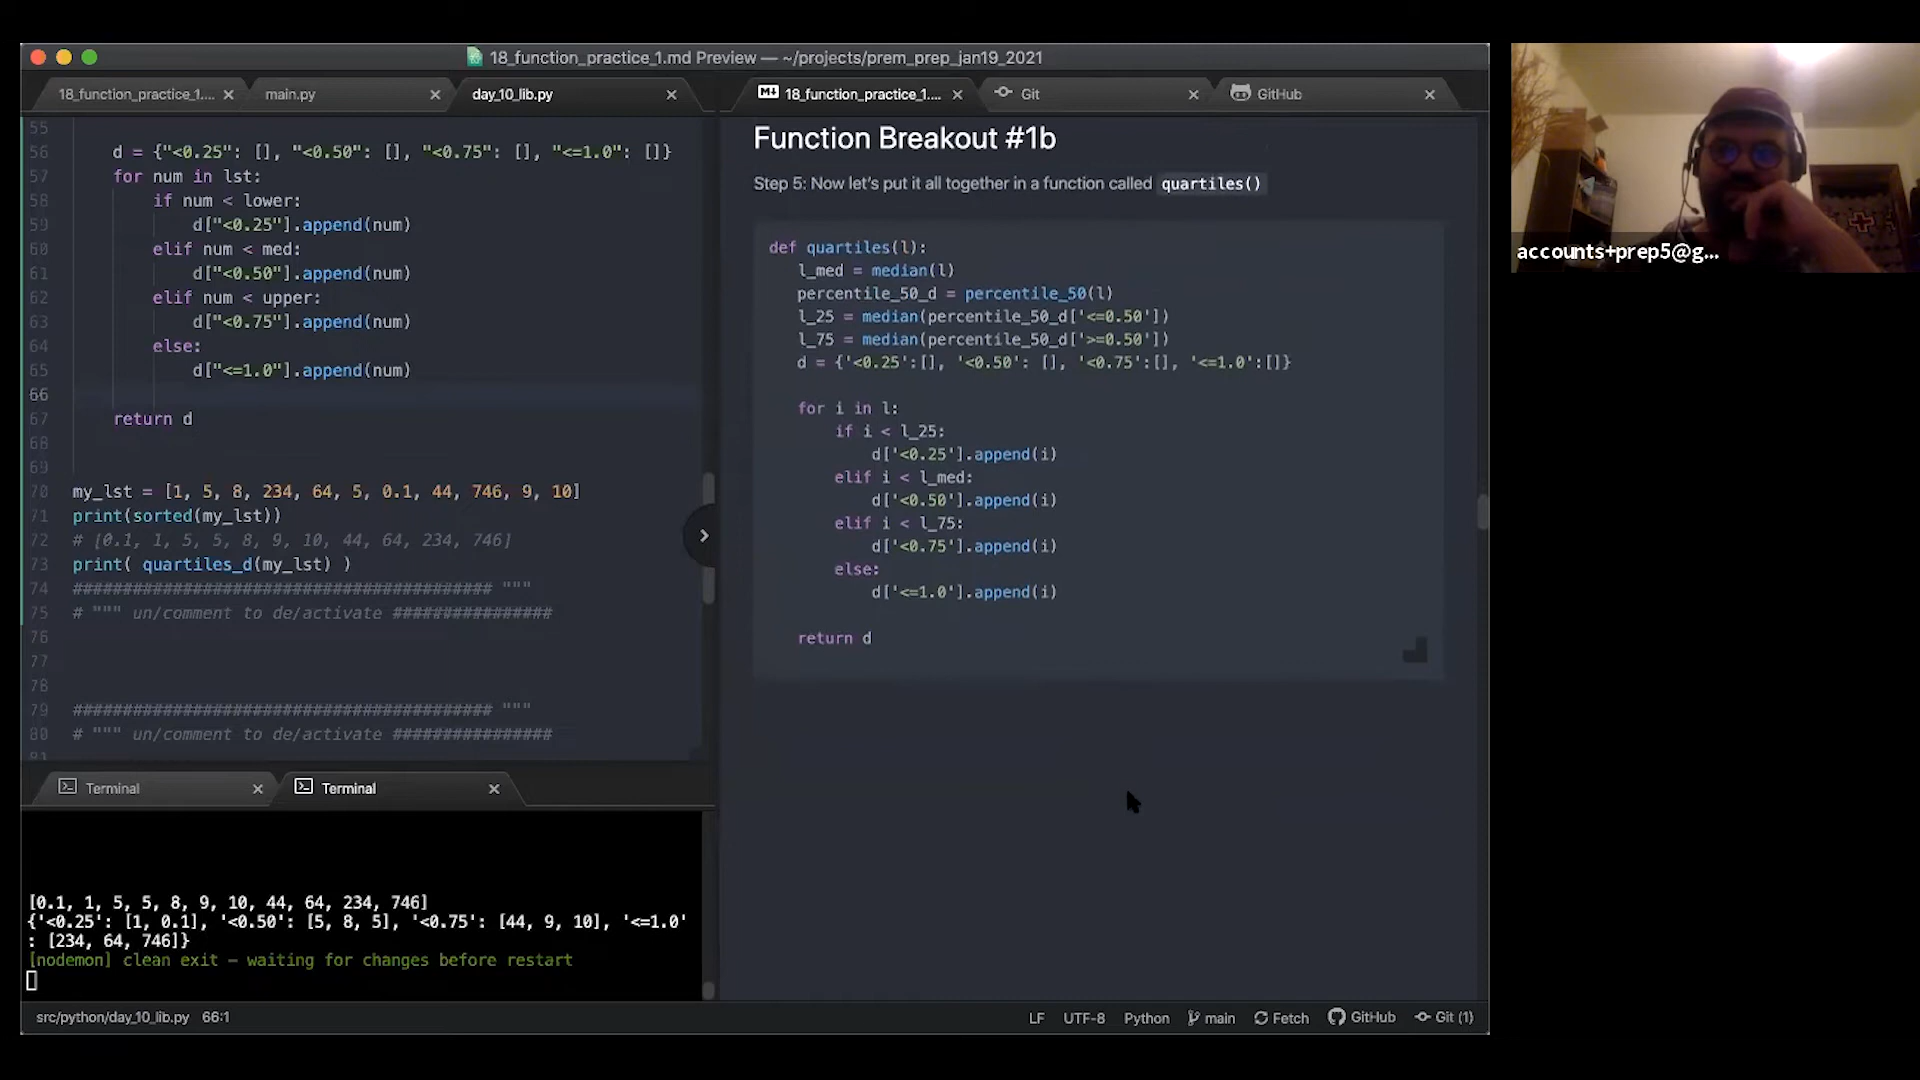 18_function_practice_1.md Preview — ~/projects/prem_prep_jan19_2021
18_function_practice_1....
main.py
day_10_lib.py
18_function_practice_1....
Git
GitHub
55
56 d = {"<0.25": [], "<0.50": [], "<0.75": [], "<=1.0": []}
57 for num in lst:
58 if num < lower:
59 d["<0.25"].append(num)
60 elif num < med:
61 d["<0.50"].append(num)
62 elif num < upper:
63 d["<0.75"].append(num)
64 else:
65 d["<=1.0"].append(num)
66
67 return d
68
69
70 my_lst = [1, 5, 8, 234, 64, 5, 0.1, 44, 746, 9, 10]
71 print(sorted(my_lst))
72 # [0.1, 1, 5, 5, 8, 9, 10, 44, 64, 234, 746]
73 print( quartiles_d(my_lst) )
74 ########################################## """
75 # """ un/comment to de/activate ################
76
77
78
79 ########################################## """
80 # """ un/comment to de/activate ################
81
Function Breakout #1b
Step 5: Now let's put it all together in a function called quartiles()
def quartiles(l):
l_med = median(l)
percentile_50_d = percentile_50(l)
l_25 = median(percentile_50_d['<=0.50'])
l_75 = median(percentile_50_d['>=0.50'])
d = {'<0.25':[], '<0.50': [], '<0.75':[], '<=1.0':[]}
for i in l:
if i < l_25:
d['<0.25'].append(i)
elif i < l_med:
d['<0.50'].append(i)
elif i < l_75:
d['<0.75'].append(i)
else:
d['<=1.0'].append(i)
return d
Terminal
Terminal
[0.1, 1, 5, 5, 8, 9, 10, 44, 64, 234, 746]
{'<0.25': [1, 0.1], '<0.50': [5, 8, 5], '<0.75': [44, 9, 10], '<=1.0'
: [234, 64, 746]}
[nodemon] clean exit – waiting for changes before restart
src/python/day_10_lib.py 66:1
LF UTF-8 Python main Fetch GitHub Git (1)
accounts+prep5@g...